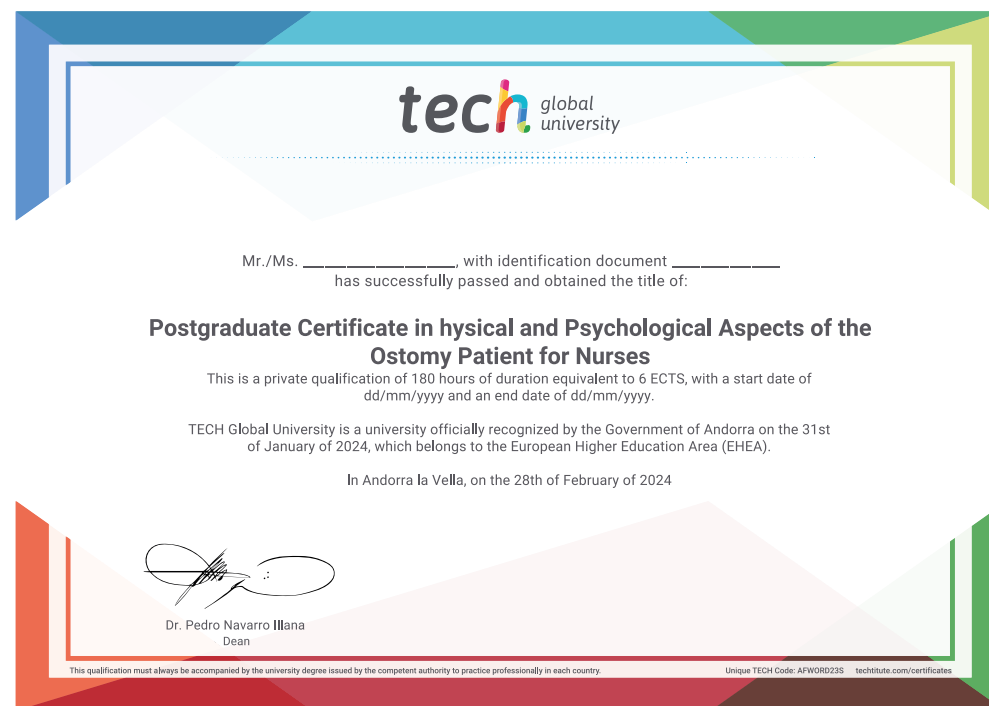 tech global
university
Mr./Ms. ________________, with identification document ____________
has successfully passed and obtained the title of:
Postgraduate Certificate in hysical and Psychological Aspects of the
Ostomy Patient for Nurses
This is a private qualification of 180 hours of duration equivalent to 6 ECTS, with a start date of
dd/mm/yyyy and an end date of dd/mm/yyyy.
TECH Global University is a university officially recognized by the Government of Andorra on the 31st
of January of 2024, which belongs to the European Higher Education Area (EHEA).
In Andorra la Vella, on the 28th of February of 2024
Dr. Pedro Navarro Illana
Dean
This qualification must always be accompanied by the university degree issued by the competent authority to practice professionally in each country.
Unique TECH Code: AFWORD23S techtitute.com/certificates